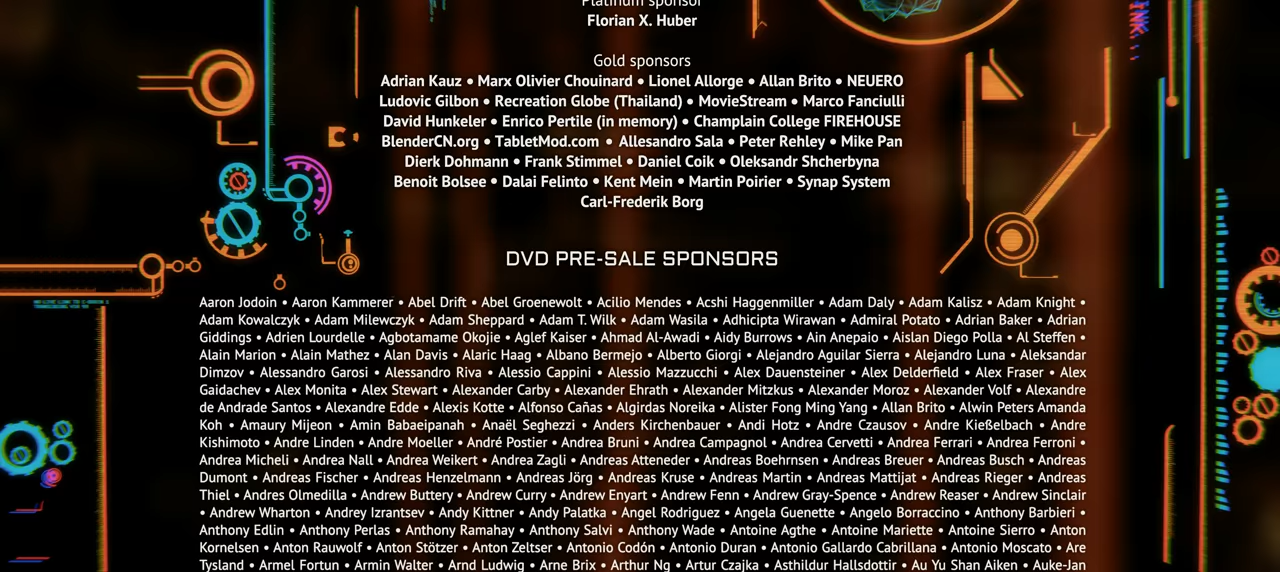 Platinum sponsor
Florian X. Huber
Gold sponsors
Adrian Kauz • Marx Olivier Chouinard • Lionel Allorge • Allan Brito • NEUERO
Ludovic Gilbon • Recreation Globe (Thailand) • MovieStream • Marco Fanciulli
David Hunkeler • Enrico Pertile (in memory) • Champlain College FIREHOUSE
BlenderCN.org • TabletMod.com • Allesandro Sala • Peter Rehley • Mike Pan
Dierk Dohmann • Frank Stimmel • Daniel Coik • Oleksandr Shcherbyna
Benoit Bolsee • Dalai Felinto • Kent Mein • Martin Poirier • Synap System
Carl-Frederik Borg
DVD PRE-SALE SPONSORS
Aaron Jodoin • Aaron Kammerer • Abel Drift • Abel Groenewolt • Acilio Mendes • Acshi Haggenmiller • Adam Daly • Adam Kalisz • Adam Knight •
Adam Kowalczyk • Adam Milewczyk • Adam Sheppard • Adam T. Wilk • Adam Wasila • Adhicipta Wirawan • Admiral Potato • Adrian Baker • Adrian
Giddings • Adrien Lourdelle • Agbotamame Okojie • Aglef Kaiser • Ahmad Al-Awadi • Aidy Burrows • Ain Anepaio • Aislan Diego Polla • Al Steffen •
Alain Marion • Alain Mathez • Alan Davis • Alaric Haag • Albano Bermejo • Alberto Giorgi • Alejandro Aguilar Sierra • Alejandro Luna • Aleksandar
Dimzov • Alessandro Garosi • Alessandro Riva • Alessio Cappini • Alessio Mazzucchi • Alex Dauensteiner • Alex Delderfield • Alex Fraser • Alex
Gaidachev • Alex Monita • Alex Stewart • Alexander Carby • Alexander Ehrath • Alexander Mitzkus • Alexander Moroz • Alexander Volf • Alexandre
de Andrade Santos • Alexandre Edde • Alexis Kotte • Alfonso Cañas • Algirdas Noreika • Alister Fong Ming Yang • Allan Brito • Alwin Peters Amanda
Koh • Amaury Mijeon • Amin Babaeipanah • Anaël Seghezzi • Anders Kirchenbauer • Andi Hotz • Andre Czausov • Andre Kießelbach • Andre
Kishimoto • Andre Linden • Andre Moeller • André Postier • Andrea Bruni • Andrea Campagnol • Andrea Cervetti • Andrea Ferrari • Andrea Ferroni •
Andrea Micheli • Andrea Nall • Andrea Weikert • Andrea Zagli • Andreas Atteneder • Andreas Boehrnsen • Andreas Breuer • Andreas Busch • Andreas
Dumont • Andreas Fischer • Andreas Henzelmann • Andreas Jörg • Andreas Kruse • Andreas Martin • Andreas Mattijat • Andreas Rieger • Andreas
Thiel • Andres Olmedilla • Andrew Buttery • Andrew Curry • Andrew Enyart • Andrew Fenn • Andrew Gray-Spence • Andrew Reaser • Andrew Sinclair
• Andrew Wharton • Andrey Izrantsev • Andy Kittner • Andy Palatka • Angel Rodriguez • Angela Guenette • Angelo Borraccino • Anthony Barbieri •
Anthony Edlin • Anthony Perlas • Anthony Ramahay • Anthony Salvi • Anthony Wade • Antoine Agthe • Antoine Mariette • Antoine Sierro • Anton
Kornelsen • Anton Rauwolf • Anton Stötzer • Anton Zeltser • Antonio Codón • Antonio Duran • Antonio Gallardo Cabrillana • Antonio Moscato • Are
Tysland • Armel Fortun • Armin Walter • Arnd Ludwig • Arne Brix • Arthur Ng • Artur Czajka • Asthildur Hallsdottir • Au Yu Shan Aiken • Auke-Jan